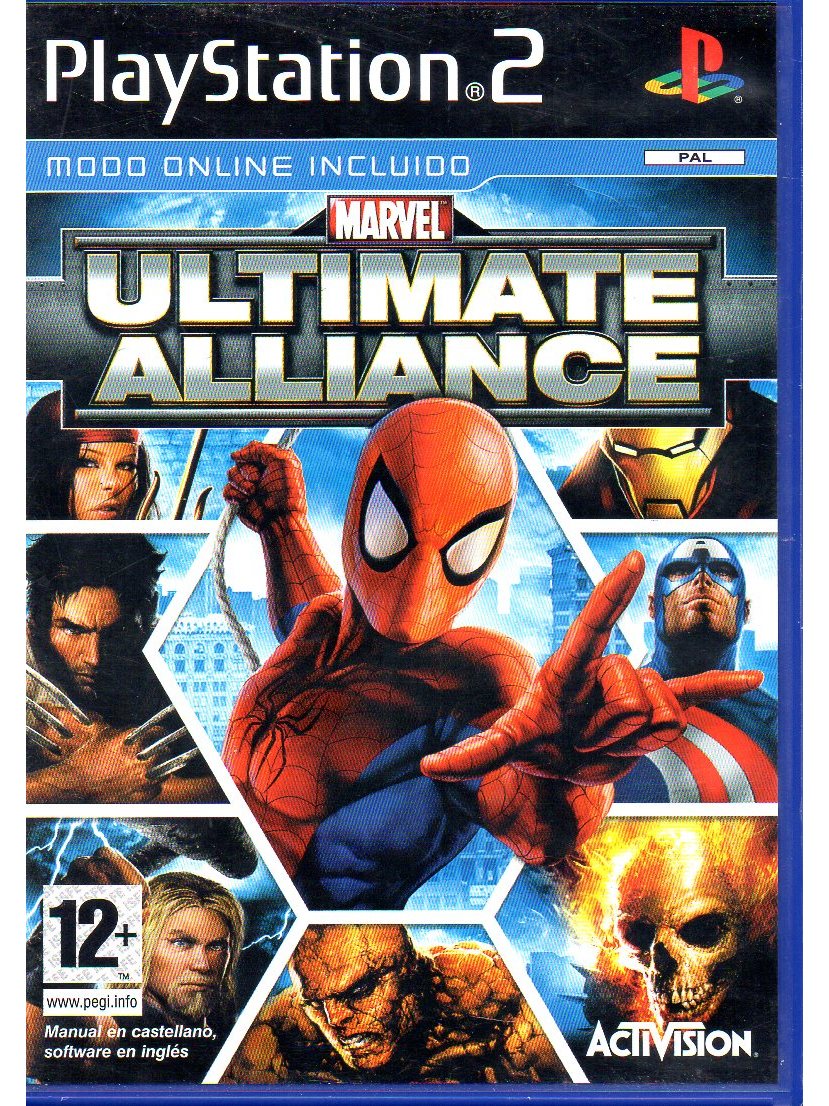 PlayStation®2
MODO ONLINE INCLUIDO
PAL
MARVEL
ULTIMATE
ALLIANCE
12+
™
www.pegi.info
Manual en castellano,
software en inglés
ACTIVISION®